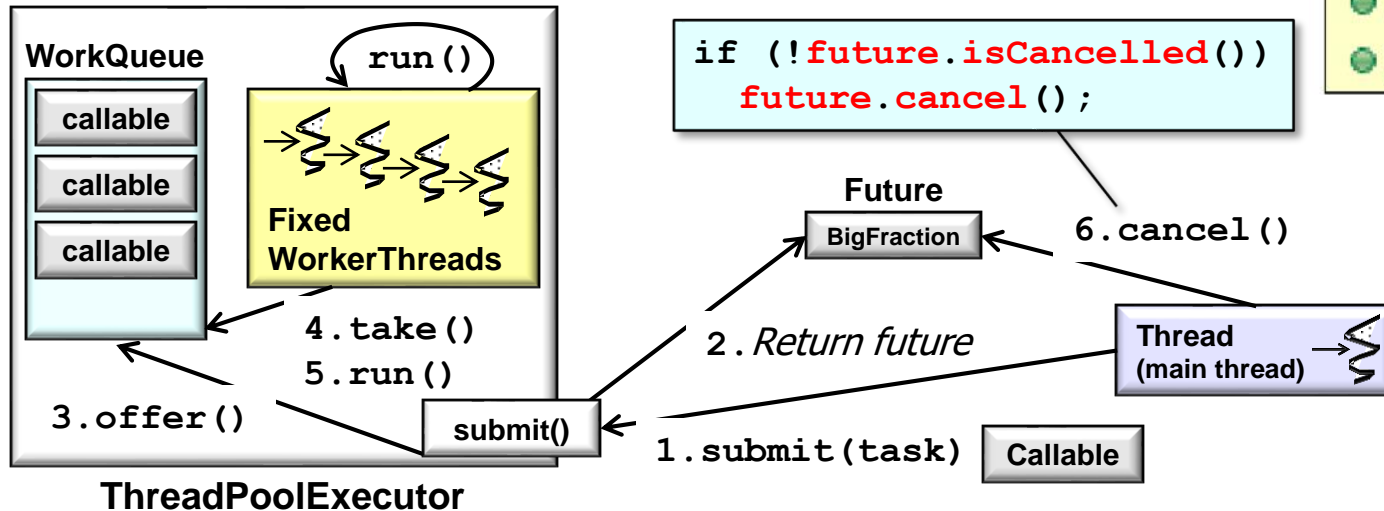 WorkQueue
callable
callable
callable
run()
Fixed
WorkerThreads
4.take()
5.run()
3.offer()
submit()
ThreadPoolExecutor
if (!future.isCancelled())
future.cancel();
Future
BigFraction
6.cancel()
2.Return future
Thread
(main thread)
1.submit(task)
Callable